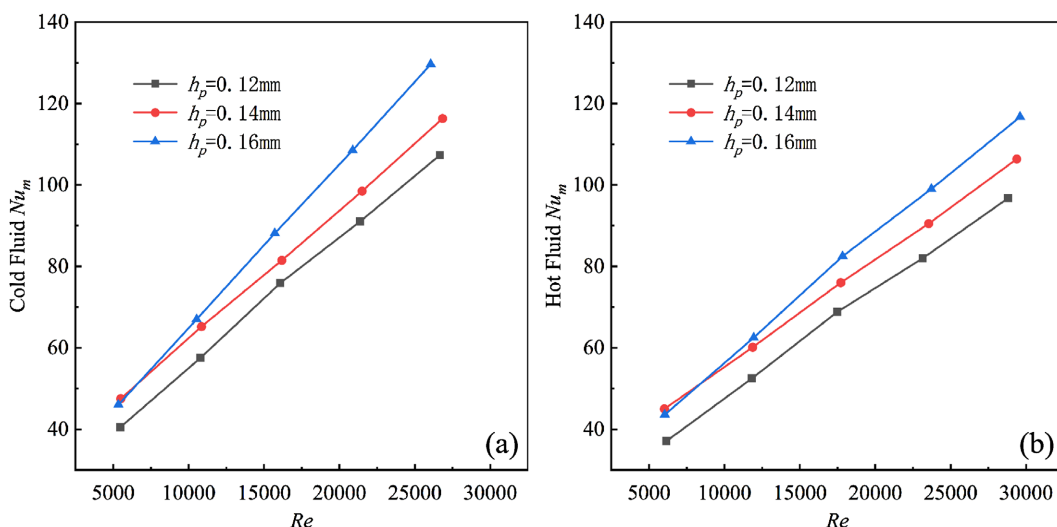 140
120
100
80
60
40
Cold Fluid Nu_m
h_p=0.12mm
h_p=0.14mm
h_p=0.16mm
(a)
5000 10000 15000 20000 25000 30000
Re
140
120
100
80
60
40
Hot Fluid Nu_m
h_p=0.12mm
h_p=0.14mm
h_p=0.16mm
(b)
5000 10000 15000 20000 25000 30000
Re